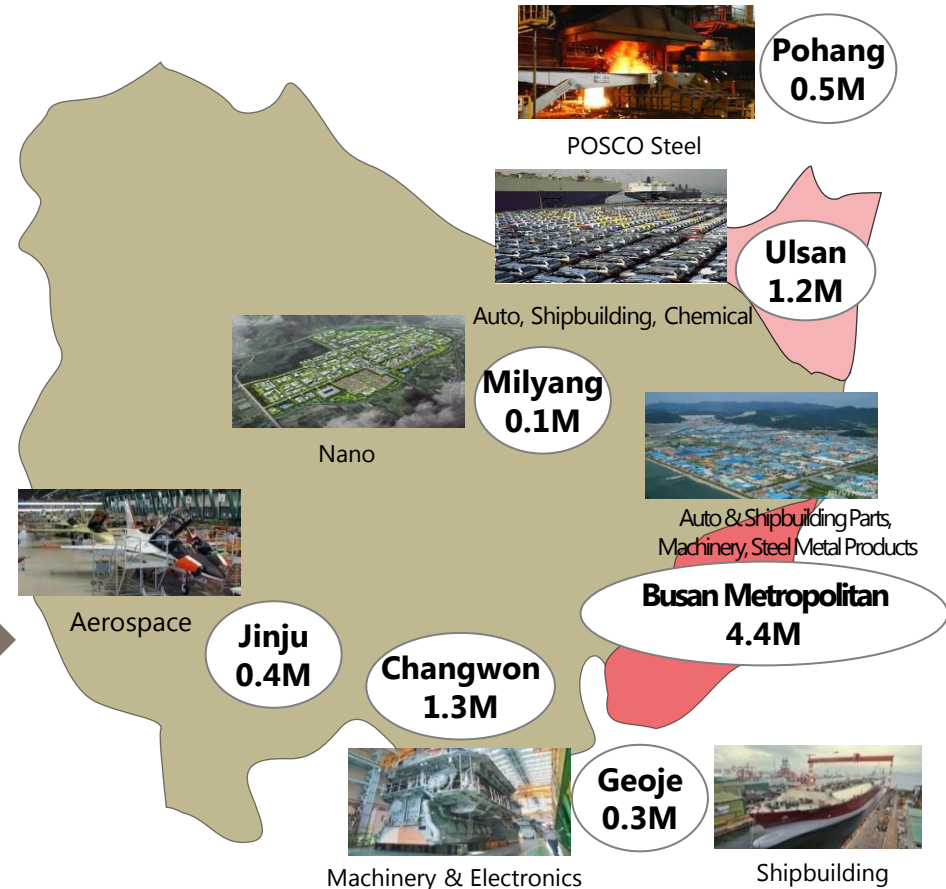 Pohang
0.5M
POSCO Steel
Ulsan
1.2M
Auto, Shipbuilding, Chemical
Milyang
0.1M
Nano
Auto & Shipbuilding Parts,
Machinery, Steel Metal Products
Busan Metropolitan
4.4M
Aerospace
Jinju
0.4M
Changwon
1.3M
Geoje
0.3M
Machinery & Electronics
Shipbuilding